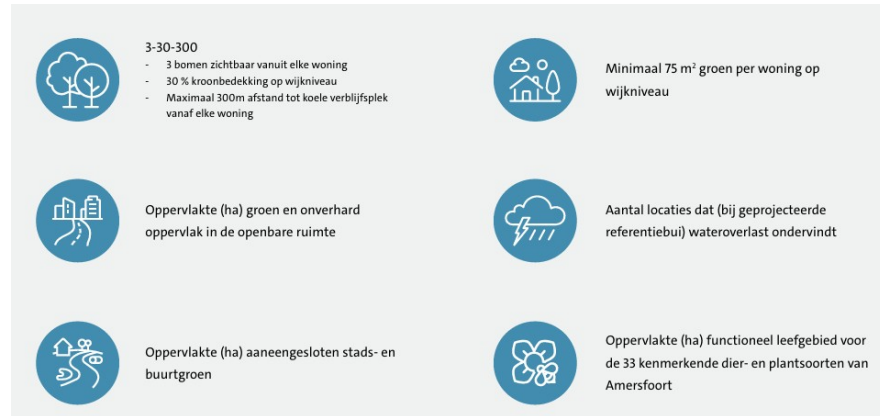 3-30-300
- 3 bomen zichtbaar vanuit elke woning
- 30 % kroonbedekking op wijkniveau
- Maximaal 300m afstand tot koele verblijfsplek
vanaf elke woning
Minimaal 75 m² groen per woning op
wijkniveau
Oppervlakte (ha) groen en onverhard
oppervlak in de openbare ruimte
Aantal locaties dat (bij geprojecteerde
referentiebui) wateroverlast ondervindt
Oppervlakte (ha) aaneengesloten stads- en
buurtgroen
Oppervlakte (ha) functioneel leefgebied voor
de 33 kenmerkende dier- en plantsoorten van
Amersfoort